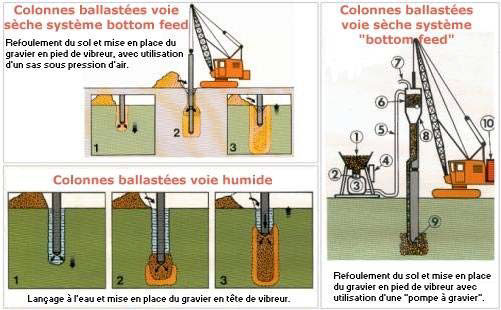 Colonnes ballastées voie
sèche système bottom feed
Refoulement du sol et mise en place du
gravier en pied de vibreur, avec utilisation
d'un sas sous pression d'air.
1
2
3
Colonnes ballastées voie humide
1
2
3
Lançage à l'eau et mise en place du gravier en tête de vibreur.
Colonnes ballastées
voie sèche système
"bottom feed"
7
6
8
1
5
10
2
3
4
9
Refoulement du sol et mise en place du
gravier en pied de vibreur avec
utilisation d'une "pompe à gravier".